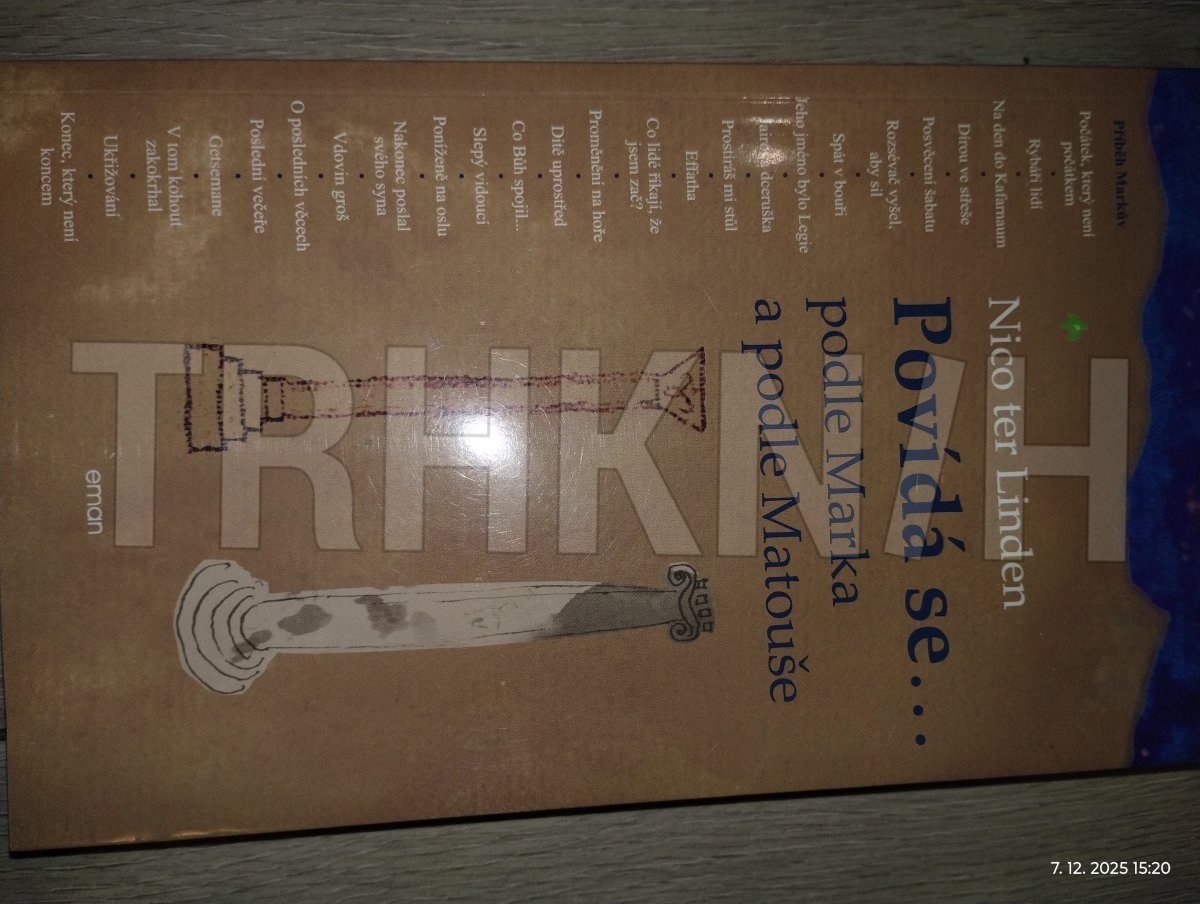 Nico ter Linden
Povídá se...
podle Marka
a podle Matouše
Příběh Markův
Počátek, který není
počátkem
Rybáři lidí
Na den do Kafarnaum
Dírou ve střeše
Posvěcení šabatu
Rozsévač vyšel,
aby sil
Spát v bouři
Jeho jméno bylo Legie
dceruška
Prostíráš mi stůl
Effatha
Co lidé říkají, že
jsem zač?
Proměnění na hoře
Dítě uprostřed
Co Bůh spojil...
Slepý vidoucí
Poníženě na oslu
Nakonec poslal
svého syna
Vdovin groš
O posledních věcech
Poslední večeře
Getsemane
V tom kohout
zakokrhal
Ukřižování
Konec, který není
koncem
eman
TRHKNIH
7. 12. 2025 15:20